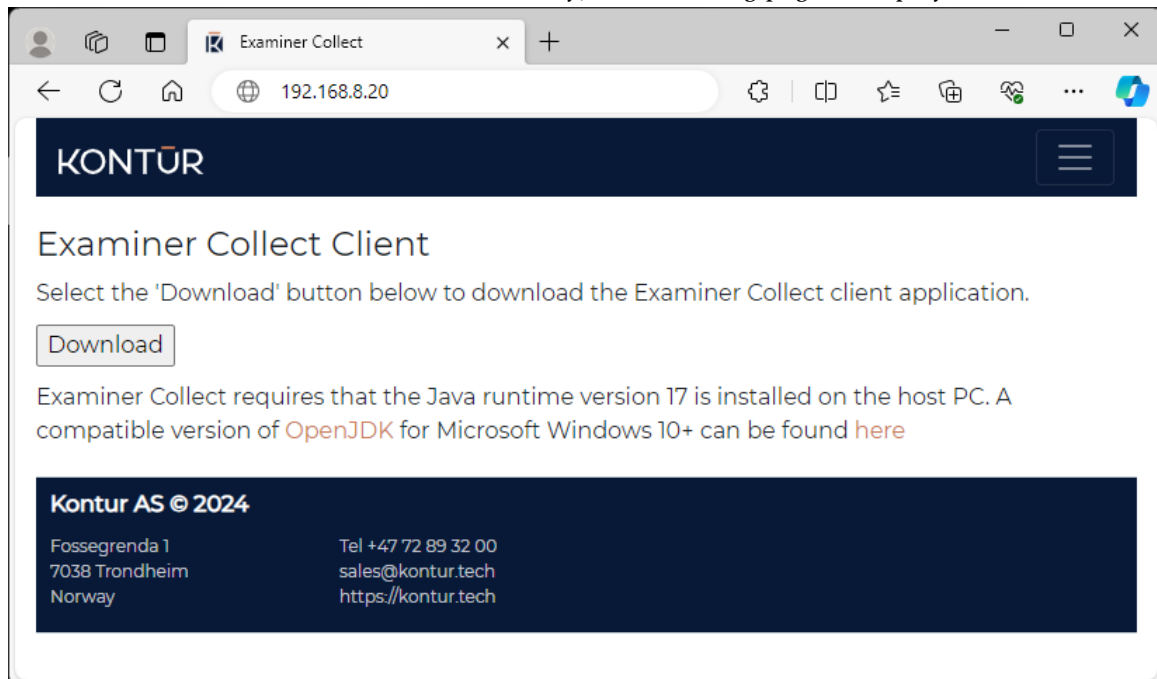 Examiner Collect
192.168.8.20
KONTŪR
Examiner Collect Client
Select the 'Download' button below to download the Examiner Collect client application.
Download
Examiner Collect requires that the Java runtime version 17 is installed on the host PC. A
compatible version of OpenJDK for Microsoft Windows 10+ can be found here
Kontur AS © 2024
Fossegrenda 1
7038 Trondheim
Norway
Tel +47 72 89 32 00
sales@kontur.tech
https://kontur.tech